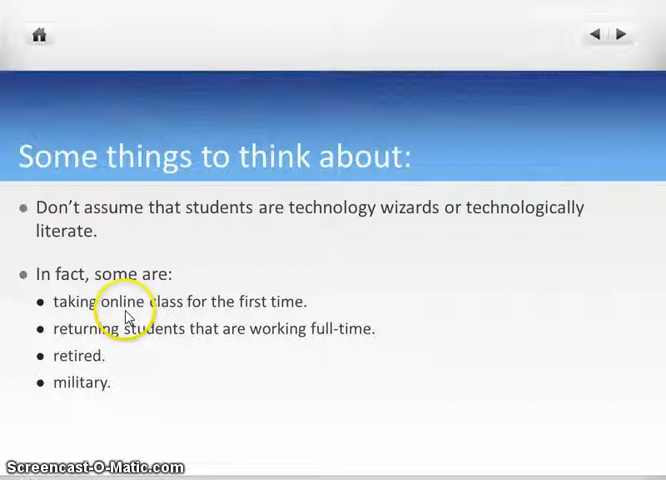 Some things to think about:
Don't assume that students are technology wizards or technologically
literate.
In fact, some are:
taking online class for the first time.
returning students that are working full-time.
retired.
military.
Screencast-O-Matic.com